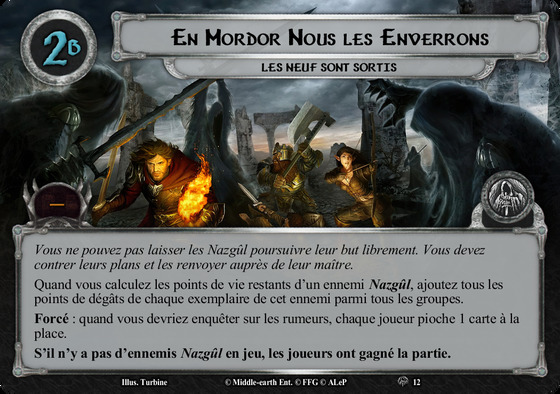 2B
En Mordor Nous les Enverrons
les neuf sont sortis
–
Vous ne pouvez pas laisser les Nazgûl poursuivre leur but librement. Vous devez
contrer leurs plans et les renvoyer auprès de leur maître.
Quand vous calculez les points de vie restants d'un ennemi Nazgûl, ajoutez tous les
points de dégâts de chaque exemplaire de cet ennemi parmi tous les groupes.
Forcé : quand vous devriez enquêter sur les rumeurs, chaque joueur pioche 1 carte à la
place.
S'il n'y a pas d'ennemis Nazgûl en jeu, les joueurs ont gagné la partie.
Illus. Turbine © Middle-earth Ent. © FFG © ALeP 12